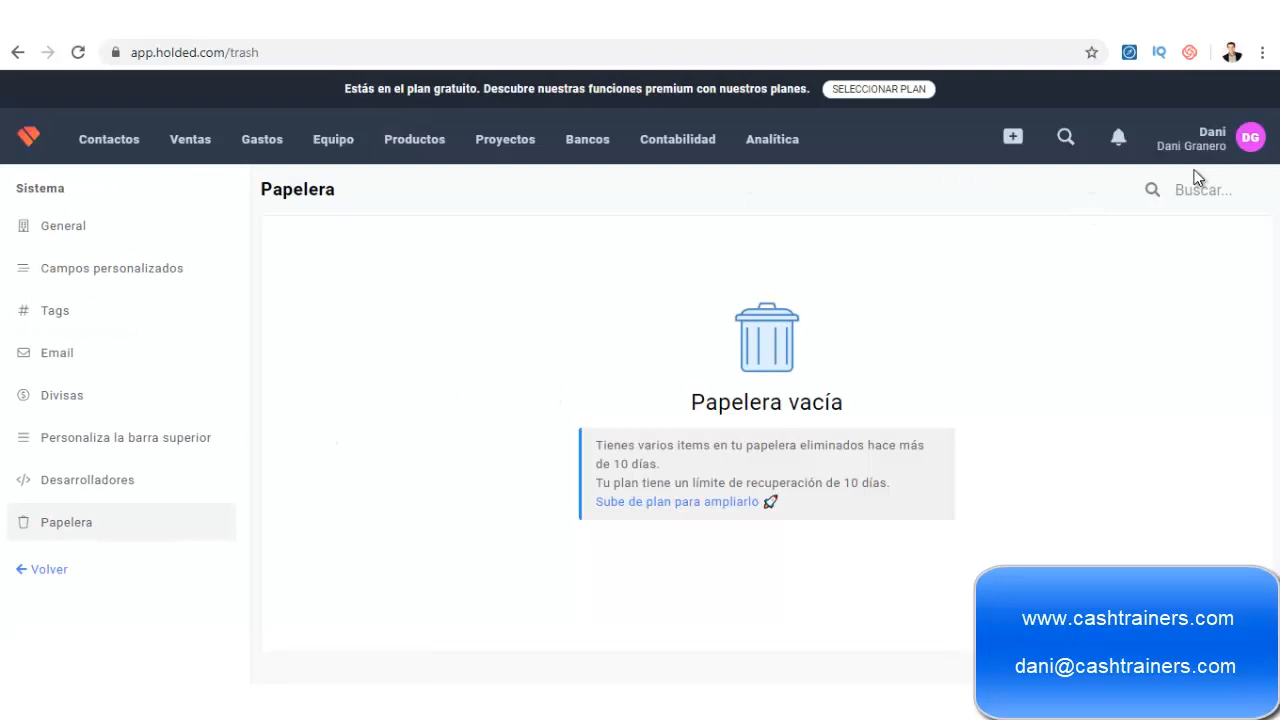 app.holded.com/trash
Estás en el plan gratuito. Descubre nuestras funciones premium con nuestros planes.
SELECCIONAR PLAN
Contactos
Ventas
Gastos
Equipo
Productos
Proyectos
Bancos
Contabilidad
Analítica
Dani
Dani Granero
DG
Sistema
General
Campos personalizados
Tags
Email
Divisas
Personaliza la barra superior
Desarrolladores
Papelera
Volver
Papelera
Buscar...
Papelera vacía
Tienes varios items en tu papelera eliminados hace más
de 10 días.
Tu plan tiene un límite de recuperación de 10 días.
Sube de plan para ampliarlo 🚀
www.cashtrainers.com
dani@cashtrainers.com